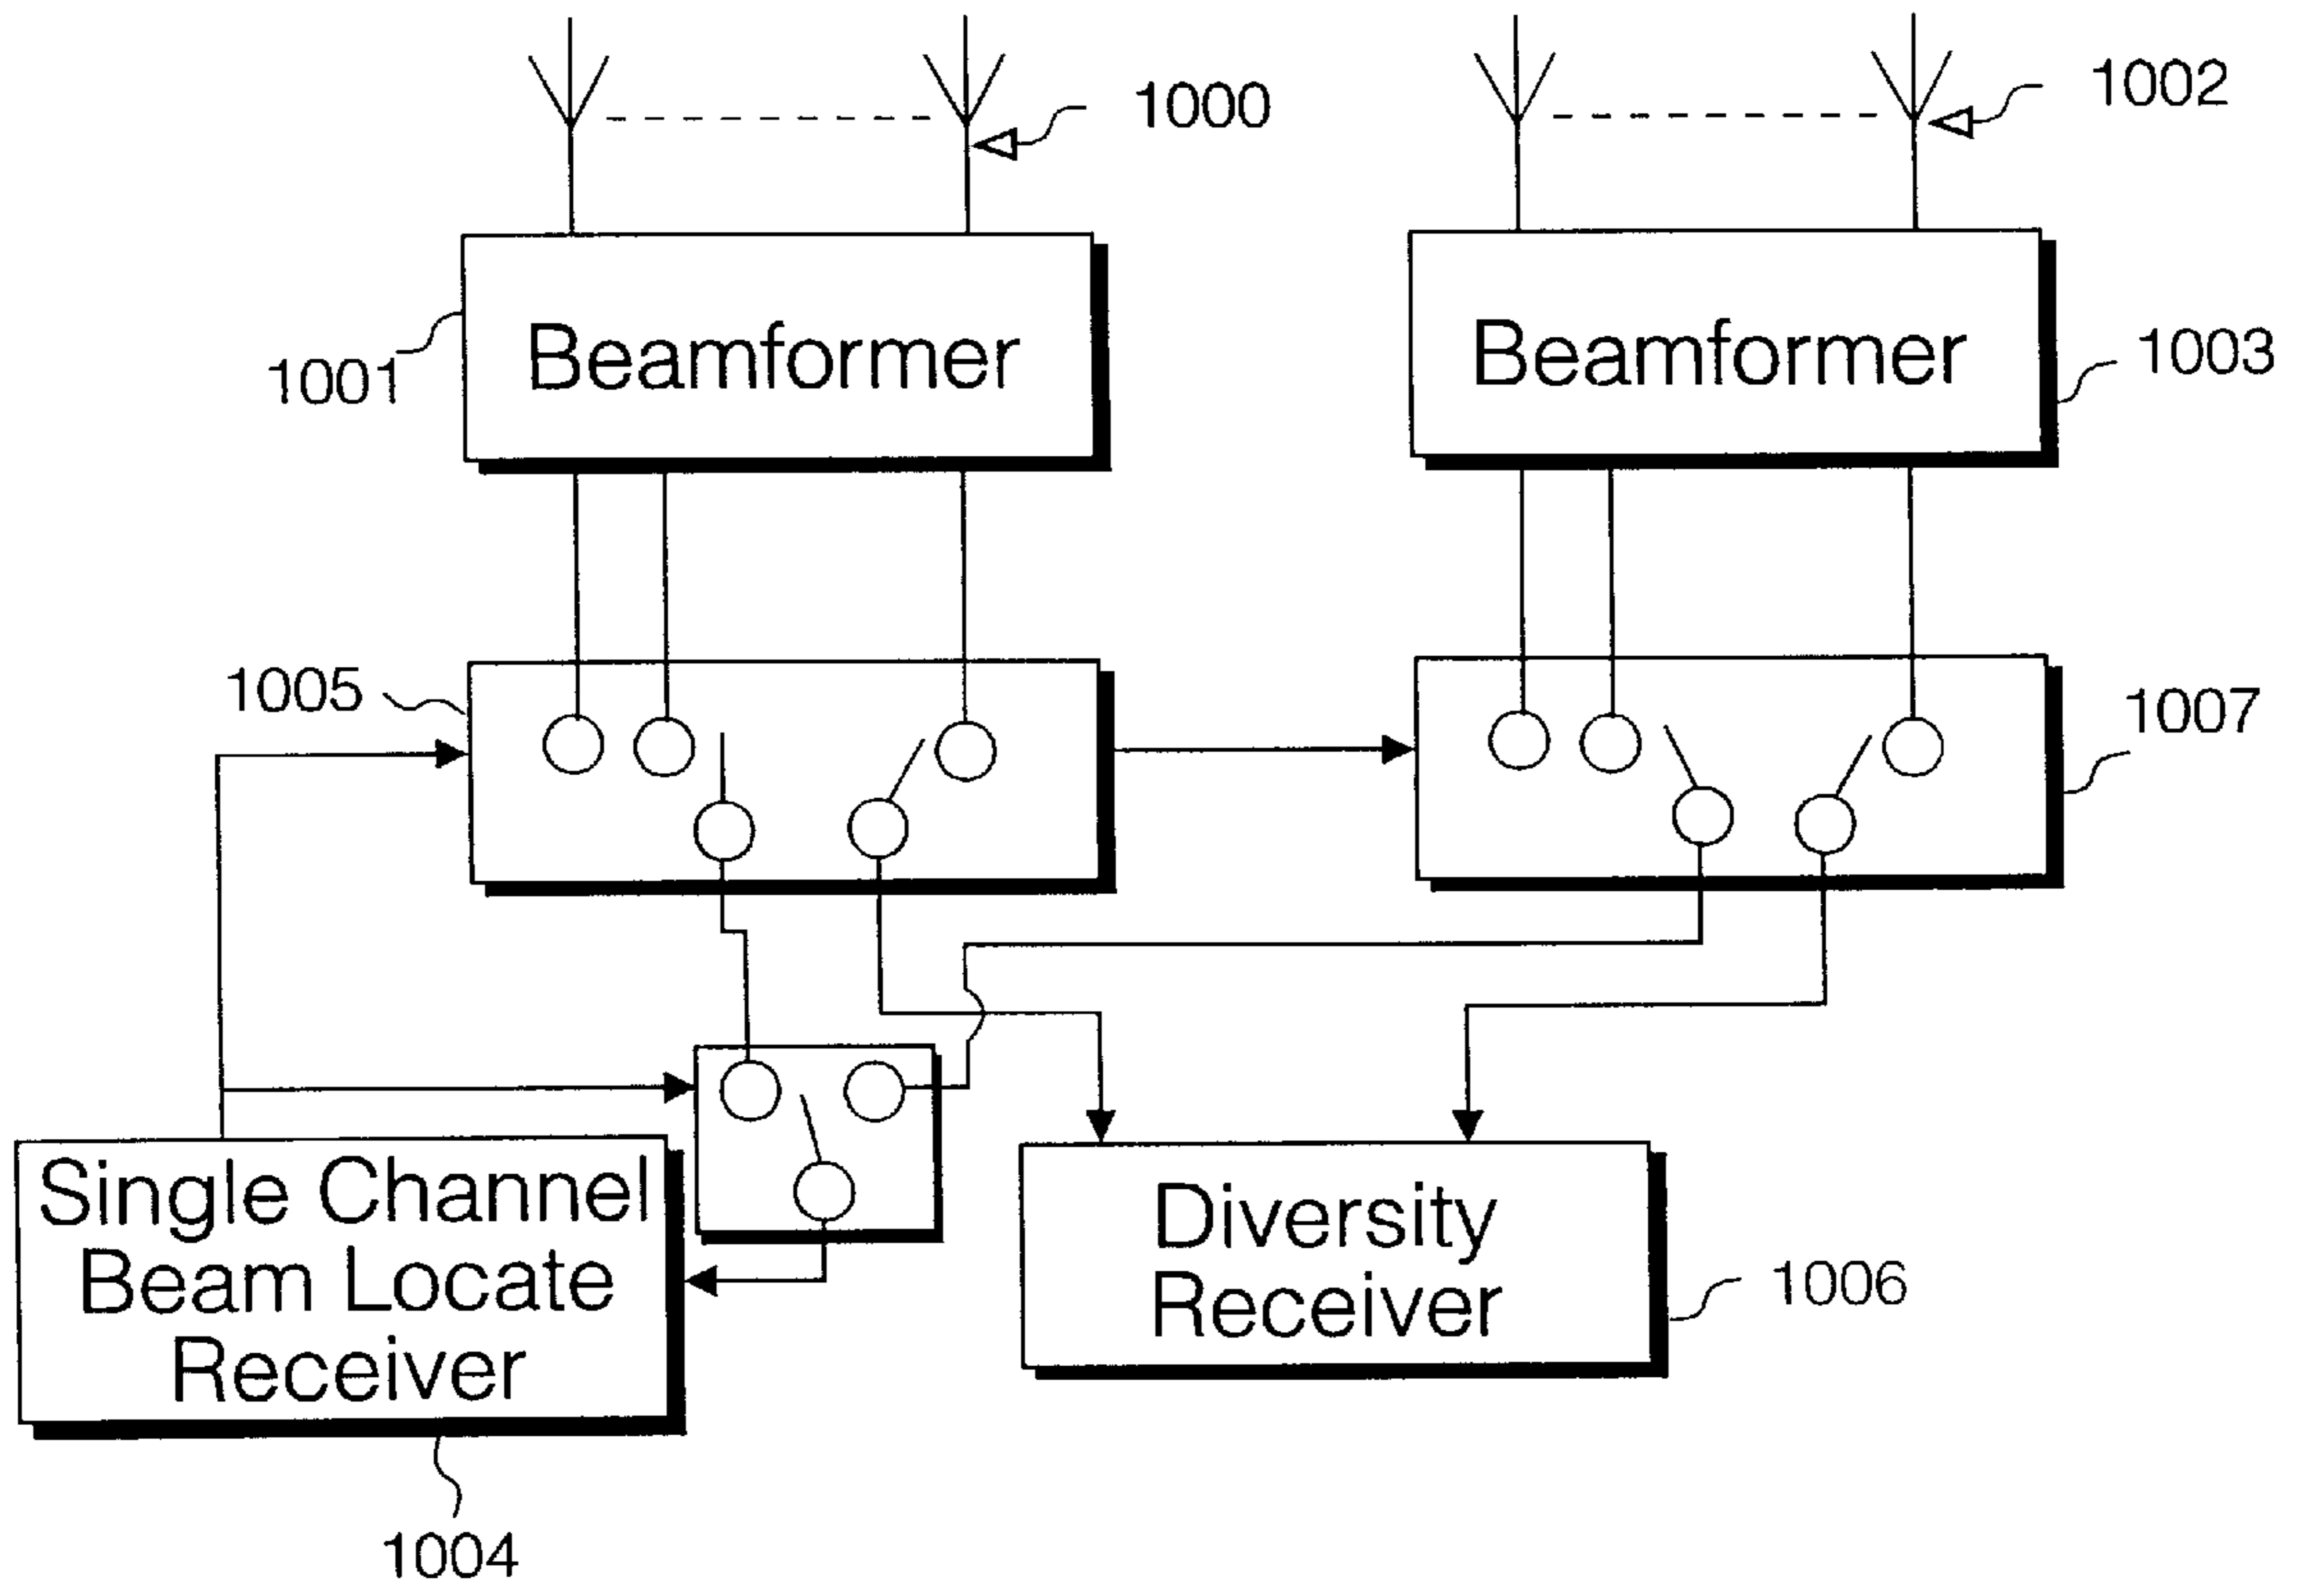 1000
1002
Beamformer
Beamformer
1001
1003
1005
1007
Single Channel
Beam Locate
Receiver
Diversity
Receiver
1006
1004